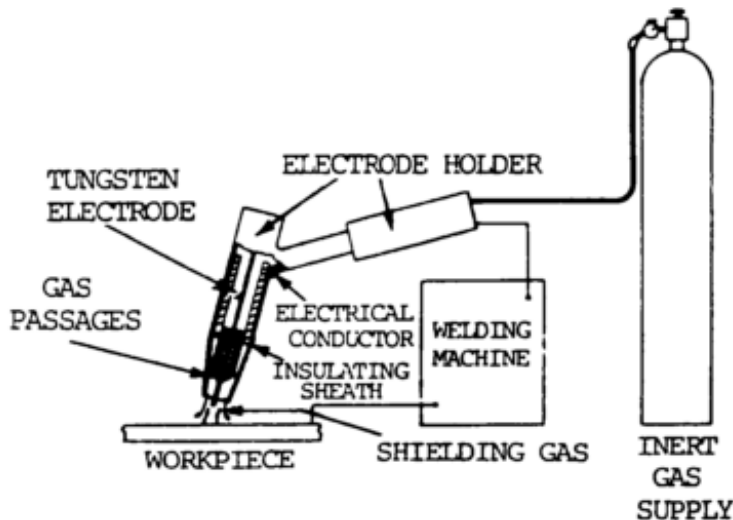 ELECTRODE HOLDER
TUNGSTEN
ELECTRODE
GAS
PASSAGES
ELECTRICAL
CONDUCTOR
INSULATING
SHEATH
WELDING
MACHINE
WORKPIECE
SHIELDING GAS
INERT
GAS
SUPPLY